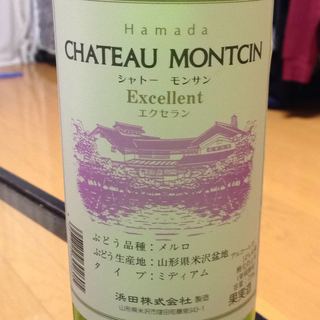 Hamada
CHATEAU MONTCIN
シャトー モンサン
Excellent
エクセラン
ぶどう品種：メルロ
ぶどう生産地：山形県米沢盆地
タイプ：ミディアム
果実酒
浜田株式会社 製造